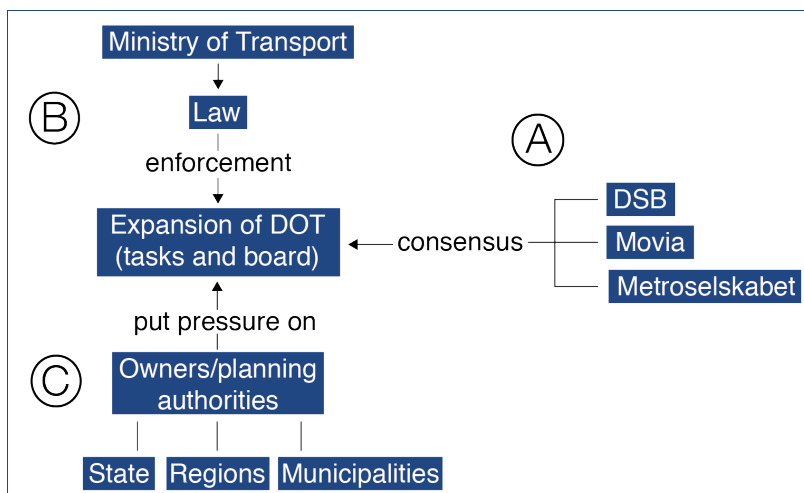 Ministry of Transport
B
Law
enforcement
A
DSB
Expansion of DOT
(tasks and board)
consensus
Movia
Metroselskabet
put pressure on
C
Owners/planning
authorities
State
Regions
Municipalities